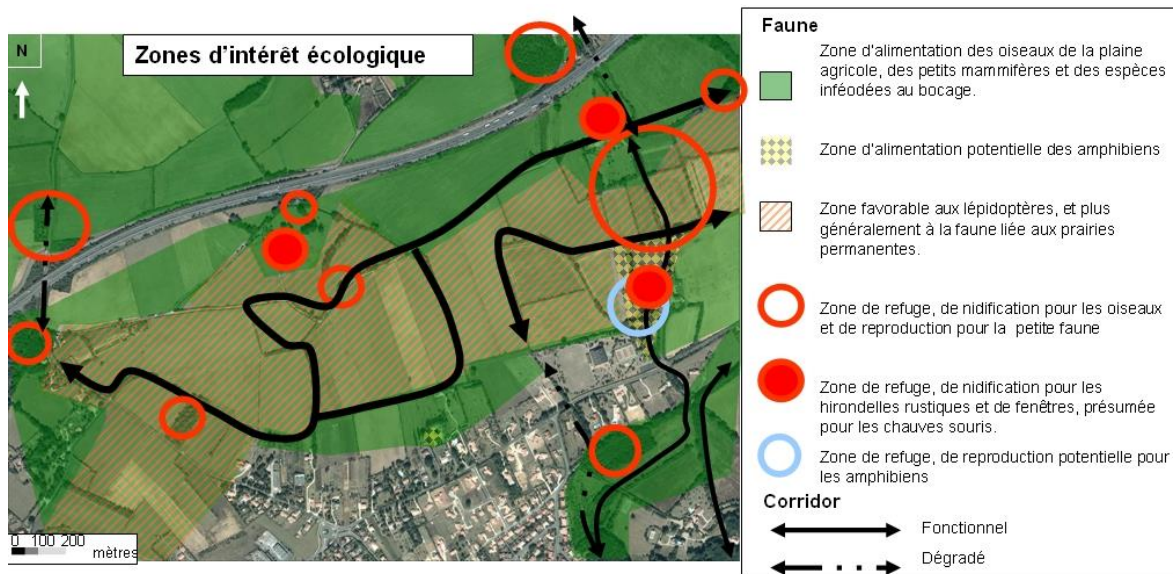 N
Zones d'intérêt écologique
0 100 200
mètres
Faune
Zone d'alimentation des oiseaux de la plaine
agricole, des petits mammifères et des espèces
inféodées au bocage.
Zone d'alimentation potentielle des amphibiens
Zone favorable aux lépidoptères, et plus
généralement à la faune liée aux prairies
permanentes.
Zone de refuge, de nidification pour les oiseaux
et de reproduction pour la petite faune
Zone de refuge, de nidification pour les
hirondelles rustiques et de fenêtres, présumée
pour les chauves souris.
Zone de refuge, de reproduction potentielle pour
les amphibiens
Corridor
Fonctionnel
Dégradé